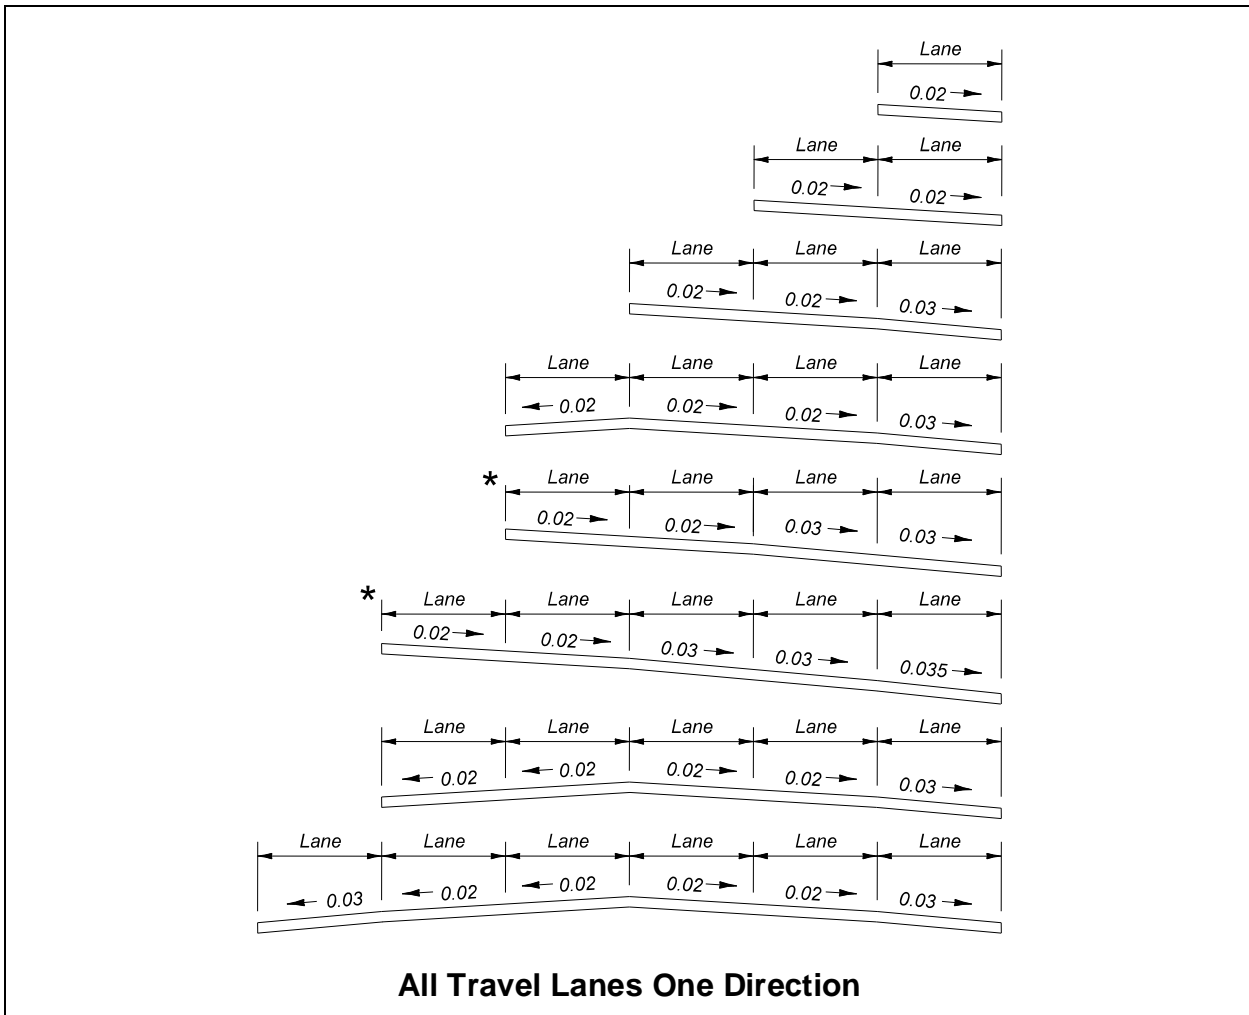 Lane
0.02
Lane Lane
0.02 0.02
Lane Lane Lane
0.02 0.02 0.03
Lane Lane Lane Lane
0.02 0.02 0.02 0.03
* Lane Lane Lane Lane
0.02 0.02 0.03 0.03
* Lane Lane Lane Lane Lane
0.02 0.02 0.03 0.03 0.035
Lane Lane Lane Lane Lane
0.02 0.02 0.02 0.02 0.03
Lane Lane Lane Lane Lane Lane
0.03 0.02 0.02 0.02 0.02 0.03
All Travel Lanes One Direction